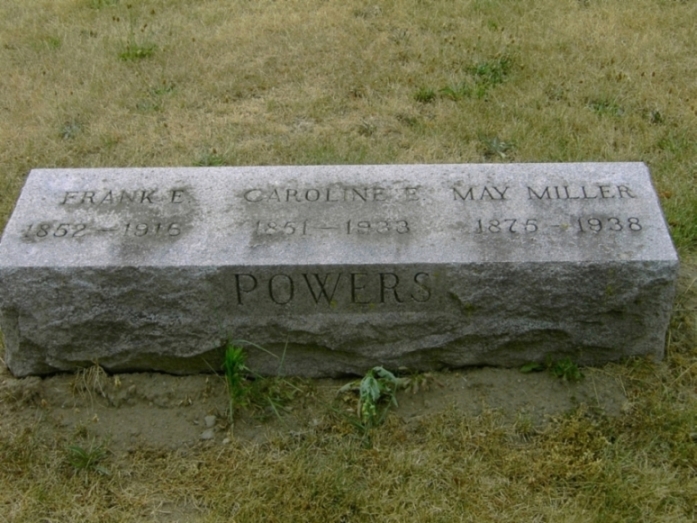 FRANK E. CAROLINE E. MAY MILLER
1852 – 1915 1851 – 1933 1875 – 1938
POWERS